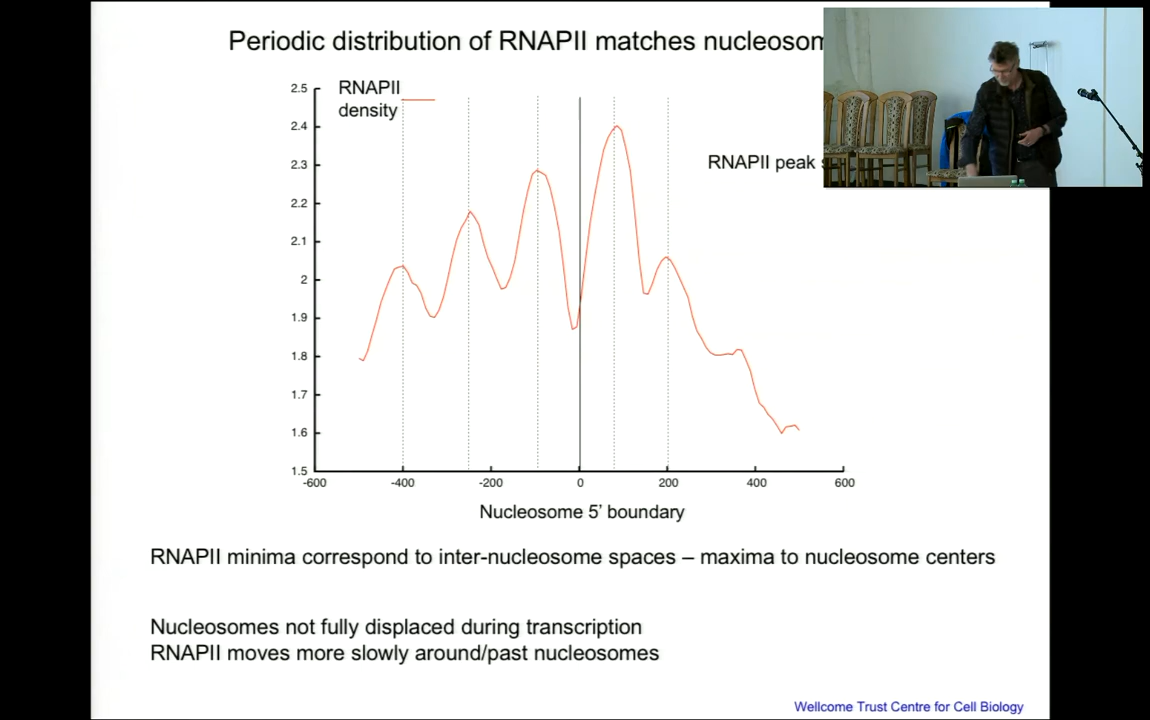 Periodic distribution of RNAPII matches
RNAPII
density
RNAPII peak
2.5
2.4
2.3
2.2
2.1
2
1.9
1.8
1.7
1.6
1.5
-600 -400 -200 0 200 400 600
Nucleosome 5' boundary
RNAPII minima correspond to inter-nucleosome spaces – maxima to nucleosome centers
Nucleosomes not fully displaced during transcription
RNAPII moves more slowly around/past nucleosomes
Wellcome Trust Centre for Cell Biology